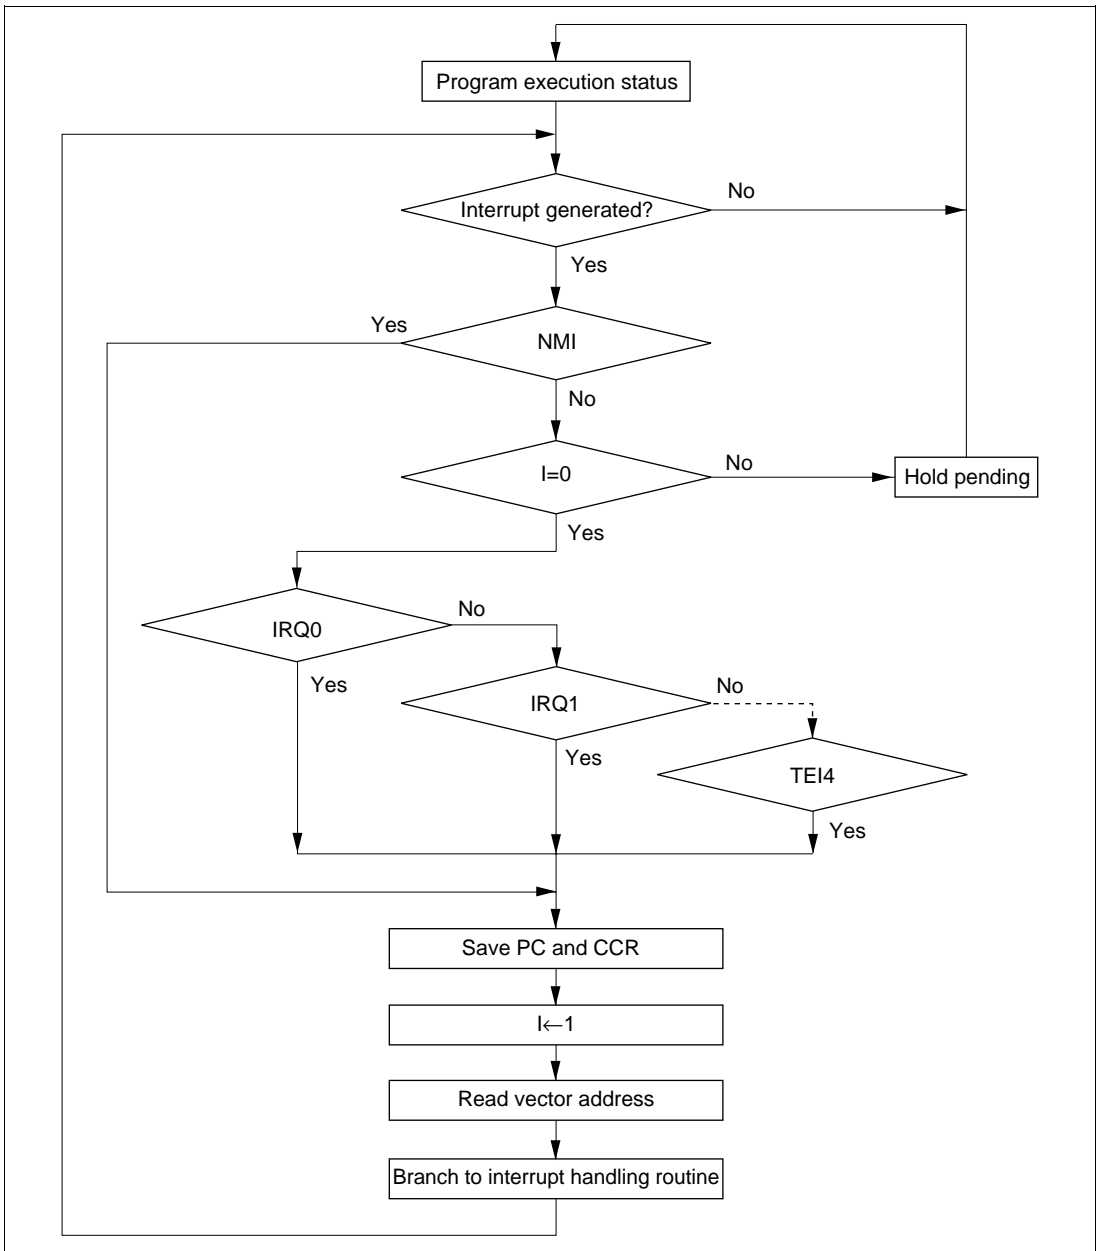 Program execution status
Interrupt generated?
No
Yes
Yes
NMI
No
I=0
No
Hold pending
Yes
IRQ0
No
Yes
IRQ1
No
Yes
TEI4
Yes
Save PC and CCR
I←1
Read vector address
Branch to interrupt handling routine